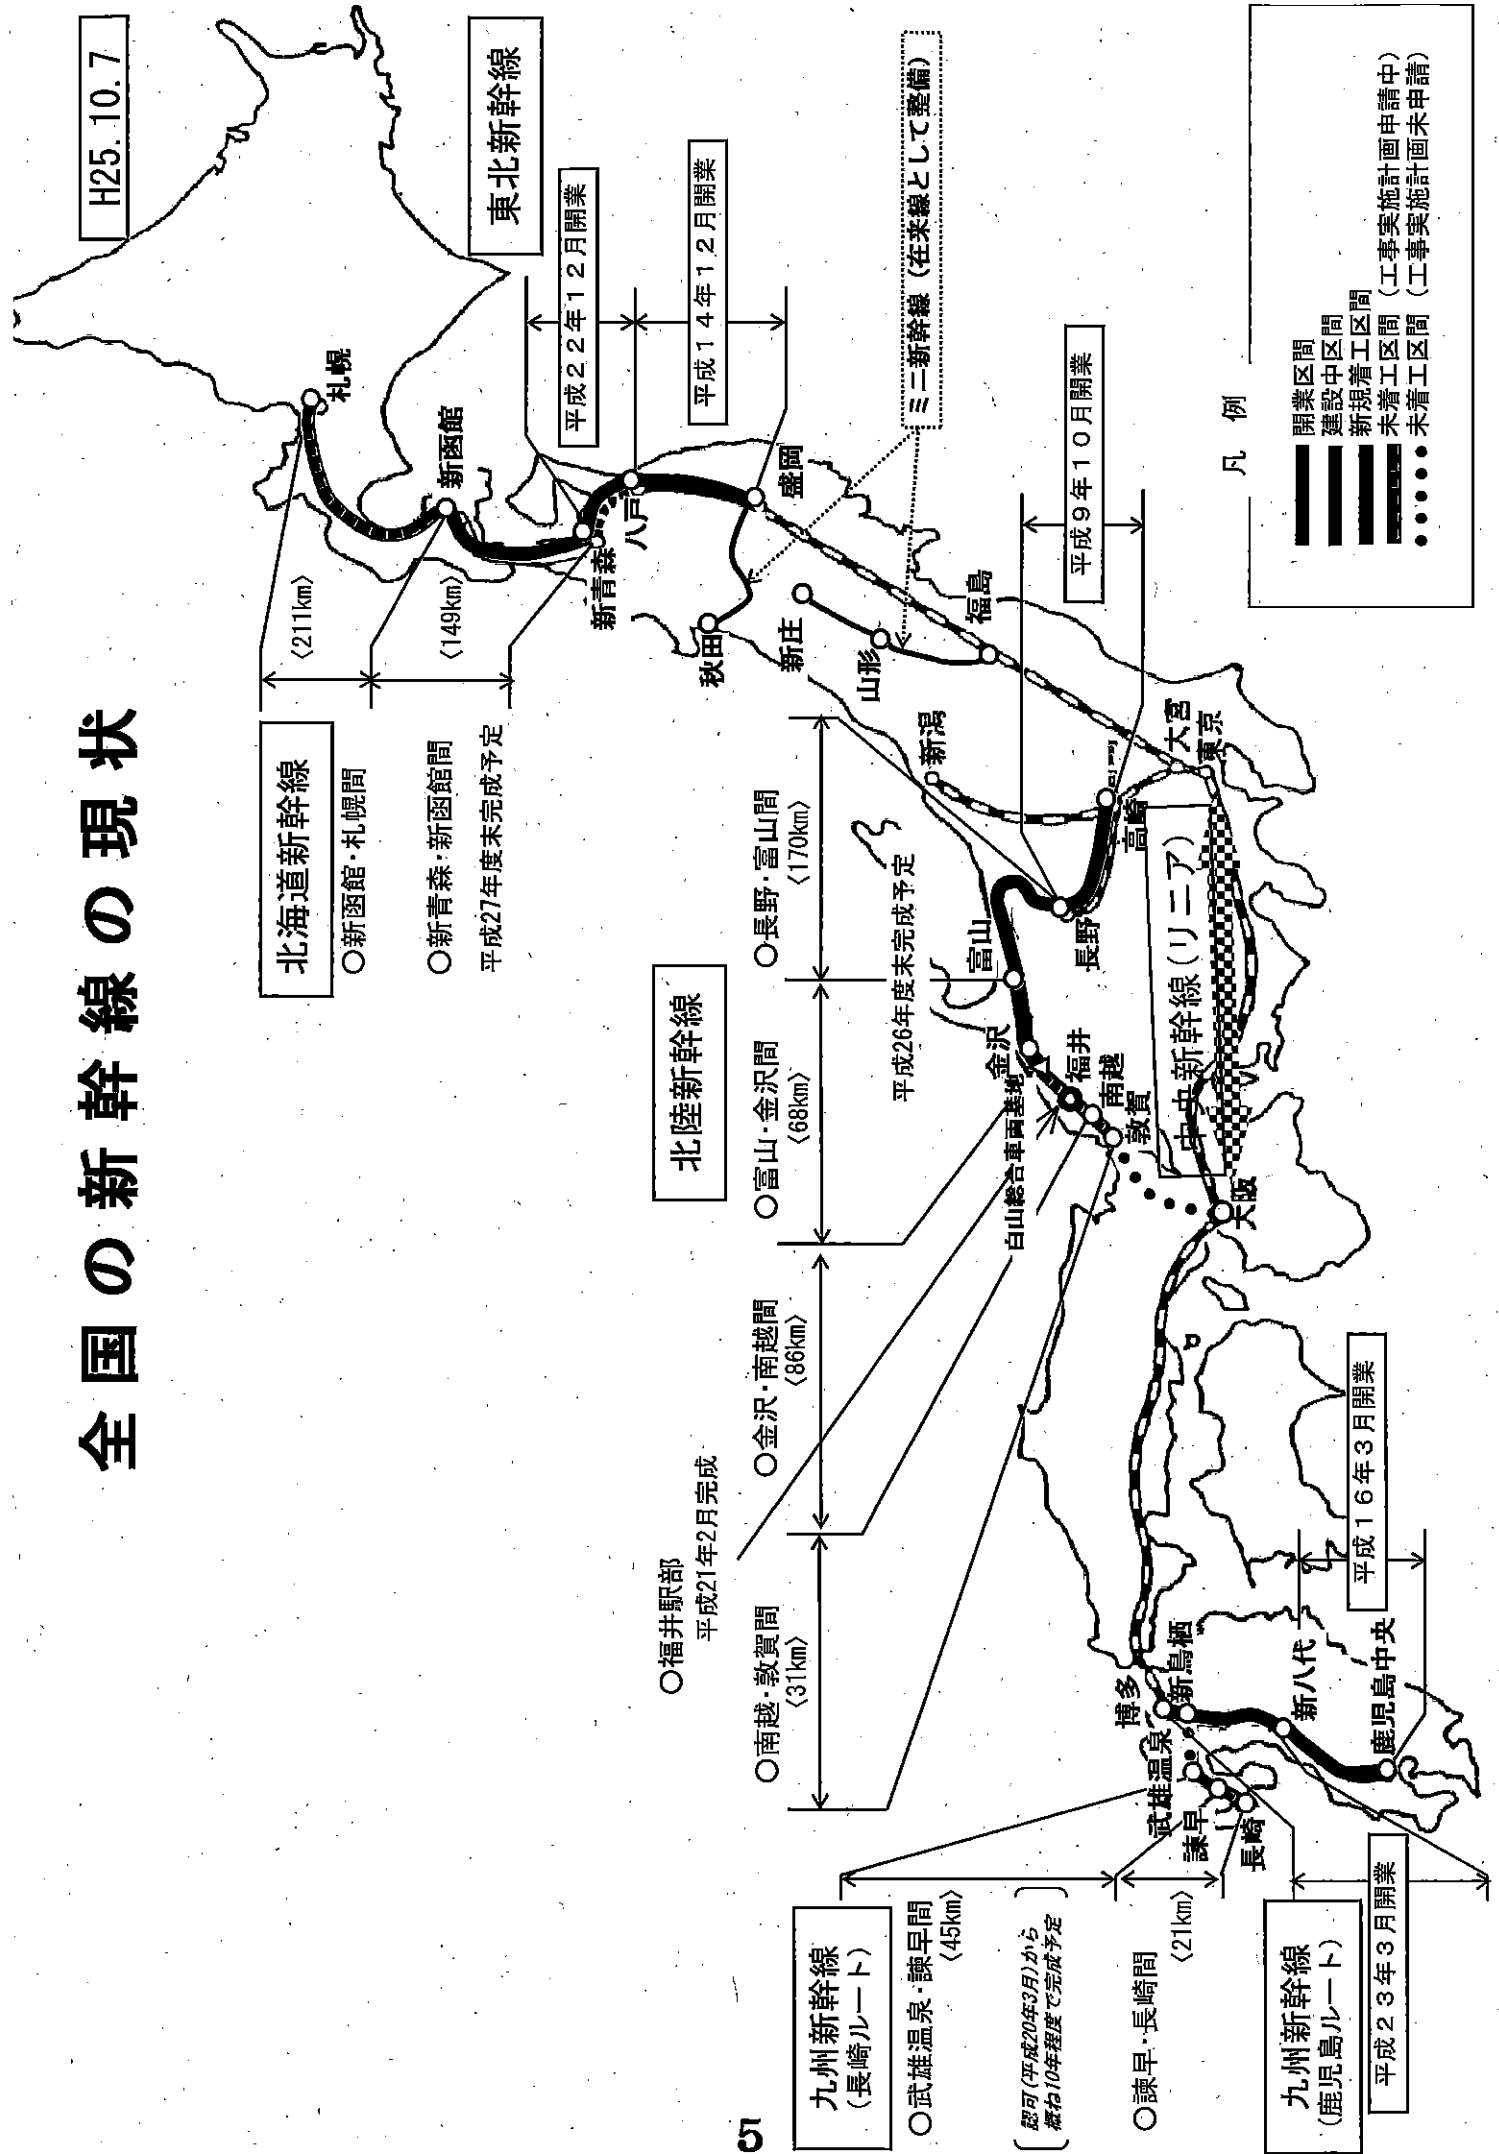 全国の新幹線の現状
H25.10.7
北海道新幹線
○新函館・札幌間
〈211km〉
○新青森・新函館間
〈149km〉
平成27年度末完成予定
東北新幹線
平成22年12月開業
平成14年12月開業
ミニ新幹線（在来線として整備）
平成9年10月開業
札幌
新函館
新青森
八戸
盛岡
秋田
新庄
山形
福島
新潟
大宮
東京
高崎
長野
富山
金沢
福井
南越
敦賀
白山総合車両基地
大阪
中央新幹線(リニア)
北陸新幹線
○長野・富山間
〈170km〉
平成26年度末完成予定
○富山・金沢間
〈68km〉
○金沢・南越間
〈86km〉
○福井駅部
平成21年2月完成
○南越・敦賀間
〈31km〉
博多
新鳥栖
武雄温泉
諫早
長崎
新八代
鹿児島中央
平成16年3月開業
九州新幹線
（長崎ルート）
○武雄温泉・諫早間
〈45km〉
認可(平成20年3月)から
概ね10年程度で完成予定
○諫早・長崎間
〈21km〉
九州新幹線
（鹿児島ルート）
平成23年3月開業
凡例
開業区間
建設中区間
新規着工区間
未着工区間（工事実施計画申請中）
未着工区間（工事実施計画未申請）
5